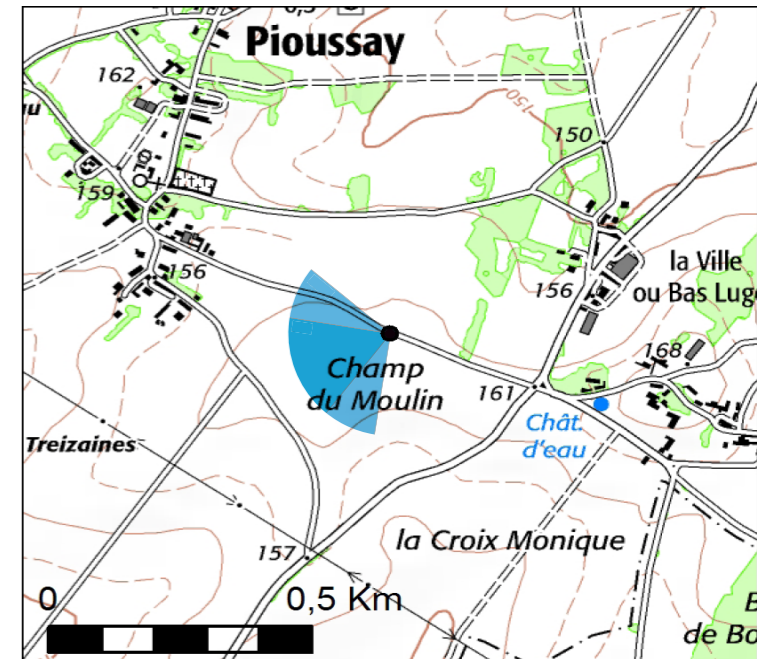 Pioussay
162
150
150
159
156
la Ville
ou Bas Lug
156
Champ
du Moulin
168
161
Chât.
d'eau
Treizaines
la Croix Monique
157
0
0,5 Km
B
de Bo